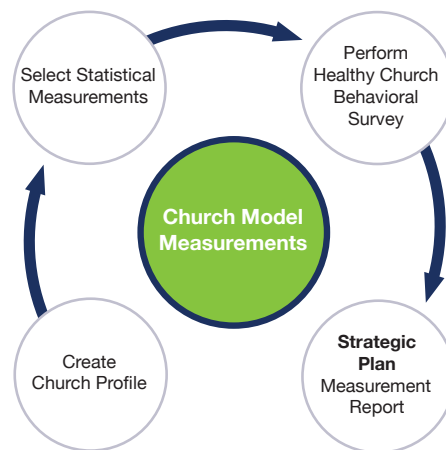 Select Statistical
Measurements
Perform
Healthy Church
Behavioral
Survey
Church Model
Measurements
Create
Church Profile
Strategic
Plan
Measurement
Report